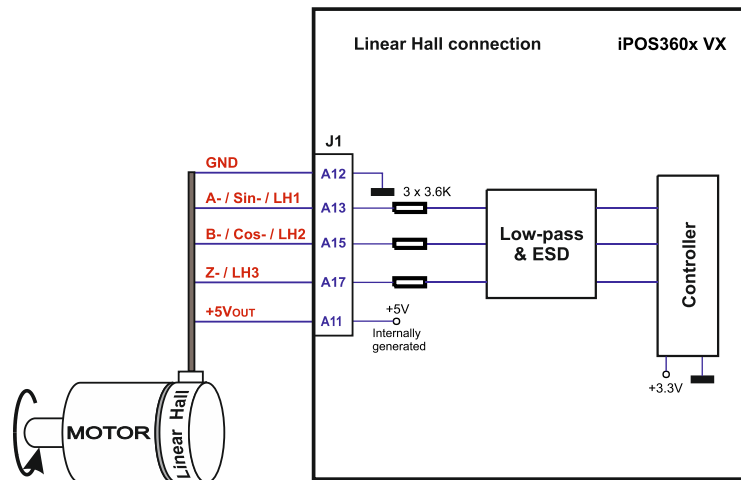 Linear Hall connection
iPOS360x VX
J1
GND
A12
A- / Sin- / LH1
A13
3 x 3.6K
B- / Cos- / LH2
A15
Z- / LH3
A17
+5VOUT
A11
+5V
Internally
generated
Low-pass
& ESD
Controller
+3.3V
MOTOR
Linear Hall